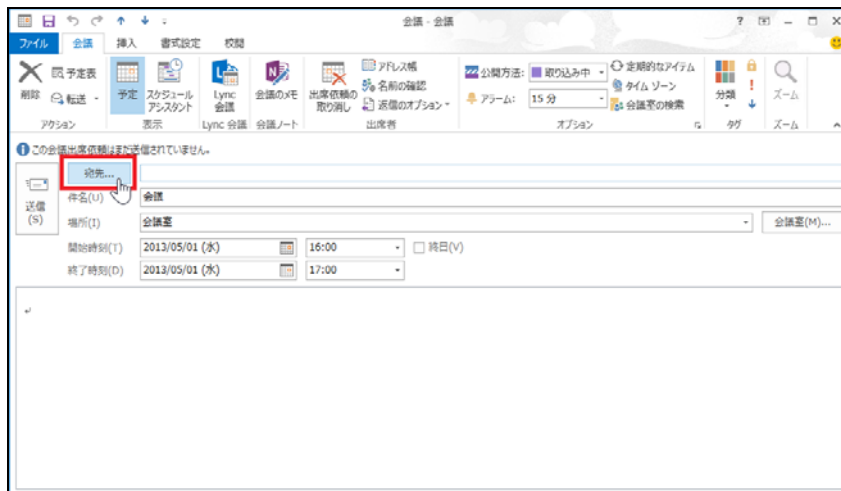 会議 - 会議
ファイル 会議 挿入 書式設定 校閲
削除 予定表 転送 予定 スケジュール アシスタント Lync 会議 会議のメモ 出席依頼の 取り消し アドレス帳 名前の確認 返信のオプション 公開方法: 取り込み中 アラーム: 15 分 定期的なアイテム タイム ゾーン 会議室の検索 分類 ズーム
アクション 表示 Lync 会議 会議ノート 出席者 オプション タグ ズーム
この会議出席依頼はまだ送信されていません。
宛先...
送信 (S)
件名(U) 会議
場所(I) 会議室 会議室(M)...
開始時刻(T) 2013/05/01 (水) 16:00 終日(V)
終了時刻(D) 2013/05/01 (水) 17:00